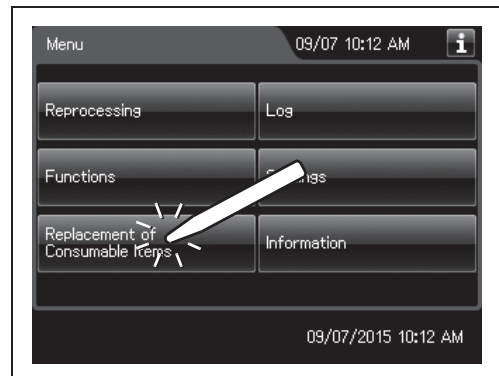 Menu
09/07 10:12 AM
i
Reprocessing
Log
Functions
Replacement of
Consumable Items
Information
09/07/2015 10:12 AM